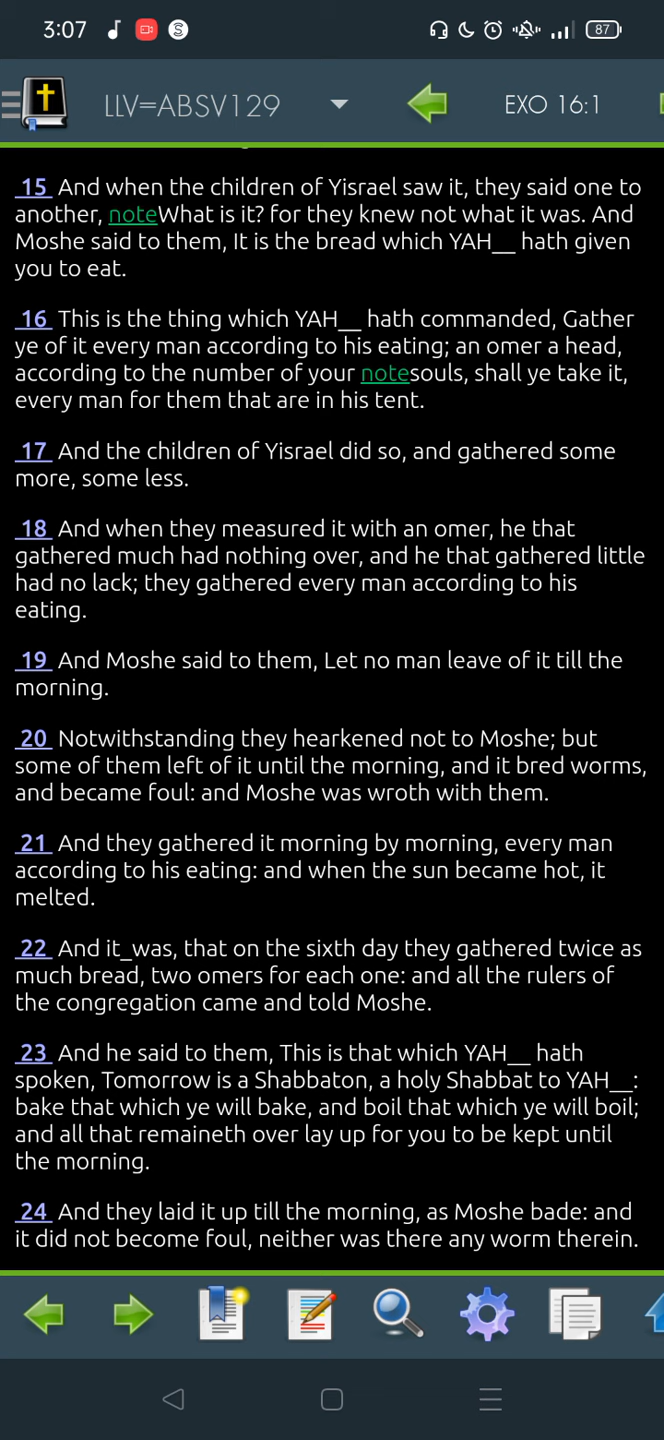 3:07
87
LLV=ABSV129
EXO 16:1
15 And when the children of Yisrael saw it, they said one to
another, noteWhat is it? for they knew not what it was. And
Moshe said to them, It is the bread which YAH__ hath given
you to eat.
16 This is the thing which YAH__ hath commanded, Gather
ye of it every man according to his eating; an omer a head,
according to the number of your notesouls, shall ye take it,
every man for them that are in his tent.
17 And the children of Yisrael did so, and gathered some
more, some less.
18 And when they measured it with an omer, he that
gathered much had nothing over, and he that gathered little
had no lack; they gathered every man according to his
eating.
19 And Moshe said to them, Let no man leave of it till the
morning.
20 Notwithstanding they hearkened not to Moshe; but
some of them left of it until the morning, and it bred worms,
and became foul: and Moshe was wroth with them.
21 And they gathered it morning by morning, every man
according to his eating: and when the sun became hot, it
melted.
22 And it_was, that on the sixth day they gathered twice as
much bread, two omers for each one: and all the rulers of
the congregation came and told Moshe.
23 And he said to them, This is that which YAH__ hath
spoken, Tomorrow is a Shabbaton, a holy Shabbat to YAH__:
bake that which ye will bake, and boil that which ye will boil;
and all that remaineth over lay up for you to be kept until
the morning.
24 And they laid it up till the morning, as Moshe bade: and
it did not become foul, neither was there any worm therein.